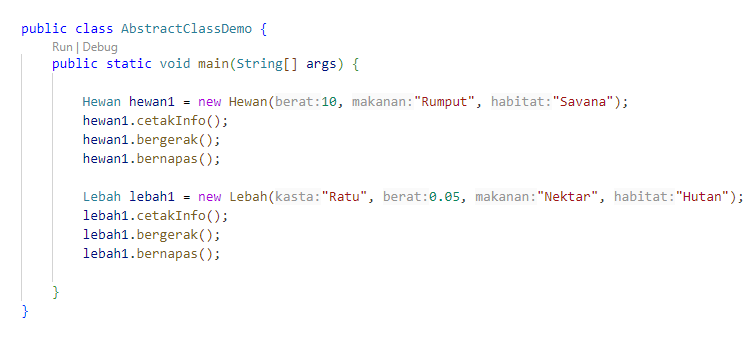 public class AbstractClassDemo {
Run | Debug
public static void main(String[] args) {
Hewan hewan1 = new Hewan(berat:10, makanan:"Rumput", habitat:"Savana");
hewan1.cetakInfo();
hewan1.bergerak();
hewan1.bernapas();
Lebah lebah1 = new Lebah(kasta:"Ratu", berat:0.05, makanan:"Nektar", habitat:"Hutan");
lebah1.cetakInfo();
lebah1.bergerak();
lebah1.bernapas();
}
}